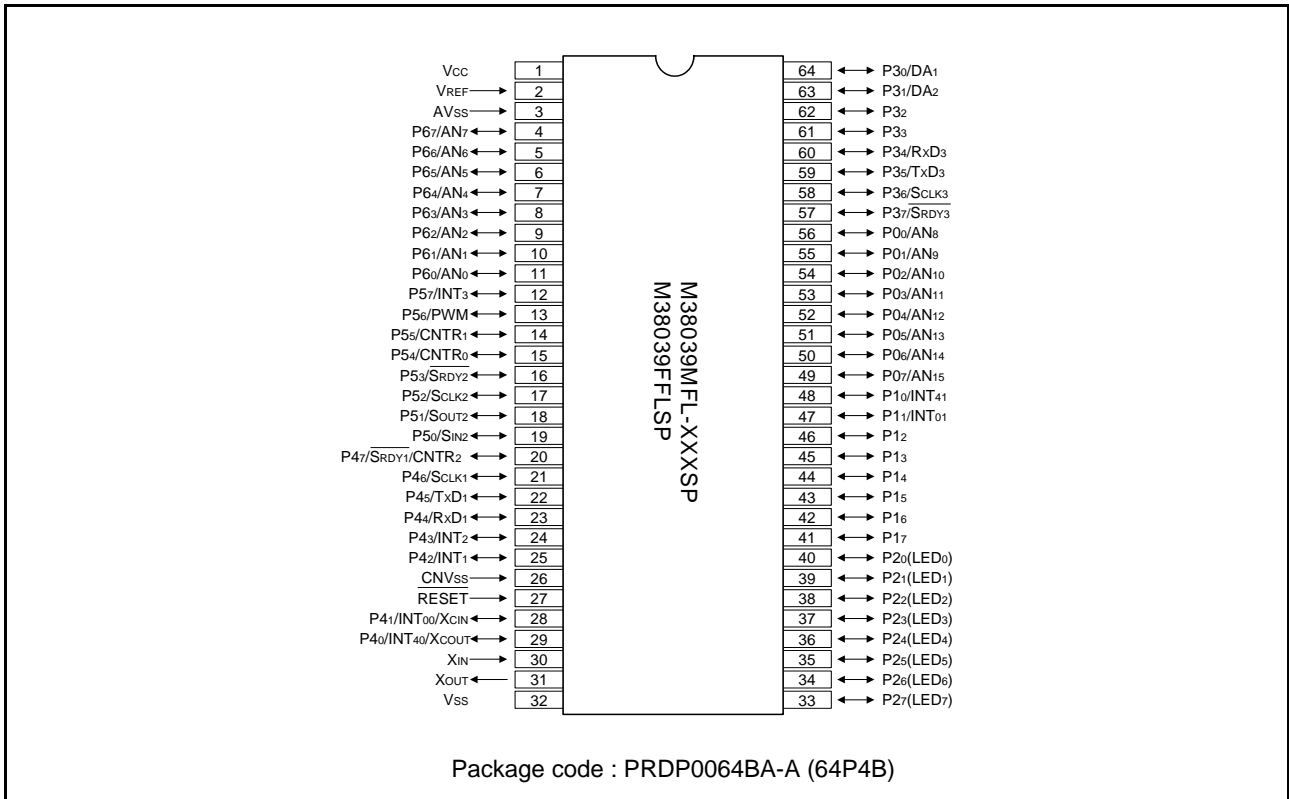 Vcc 1
VREF 2
AVss 3
P67/AN7 4
P66/AN6 5
P65/AN5 6
P64/AN4 7
P63/AN3 8
P62/AN2 9
P61/AN1 10
P60/AN0 11
P57/INT3 12
P56/PWM 13
P55/CNTR1 14
P54/CNTR0 15
P53/SRDY2 16
P52/SCLK2 17
P51/SOUT2 18
P50/SIN2 19
P47/SRDY1/CNTR2 20
P46/SCLK1 21
P45/TxD1 22
P44/RxD1 23
P43/INT2 24
P42/INT1 25
CNVss 26
RESET 27
P41/INT00/XCIN 28
P40/INT40/XCOUT 29
XIN 30
XOUT 31
Vss 32
M38039MFL-XXXSP
M38039FFLSP
64 P30/DA1
63 P31/DA2
62 P32
61 P33
60 P34/RxD3
59 P35/TxD3
58 P36/SCLK3
57 P37/SRDY3
56 P00/AN8
55 P01/AN9
54 P02/AN10
53 P03/AN11
52 P04/AN12
51 P05/AN13
50 P06/AN14
49 P07/AN15
48 P10/INT41
47 P11/INT01
46 P12
45 P13
44 P14
43 P15
42 P16
41 P17
40 P20(LED0)
39 P21(LED1)
38 P22(LED2)
37 P23(LED3)
36 P24(LED4)
35 P25(LED5)
34 P26(LED6)
33 P27(LED7)
Package code : PRDP0064BA-A (64P4B)